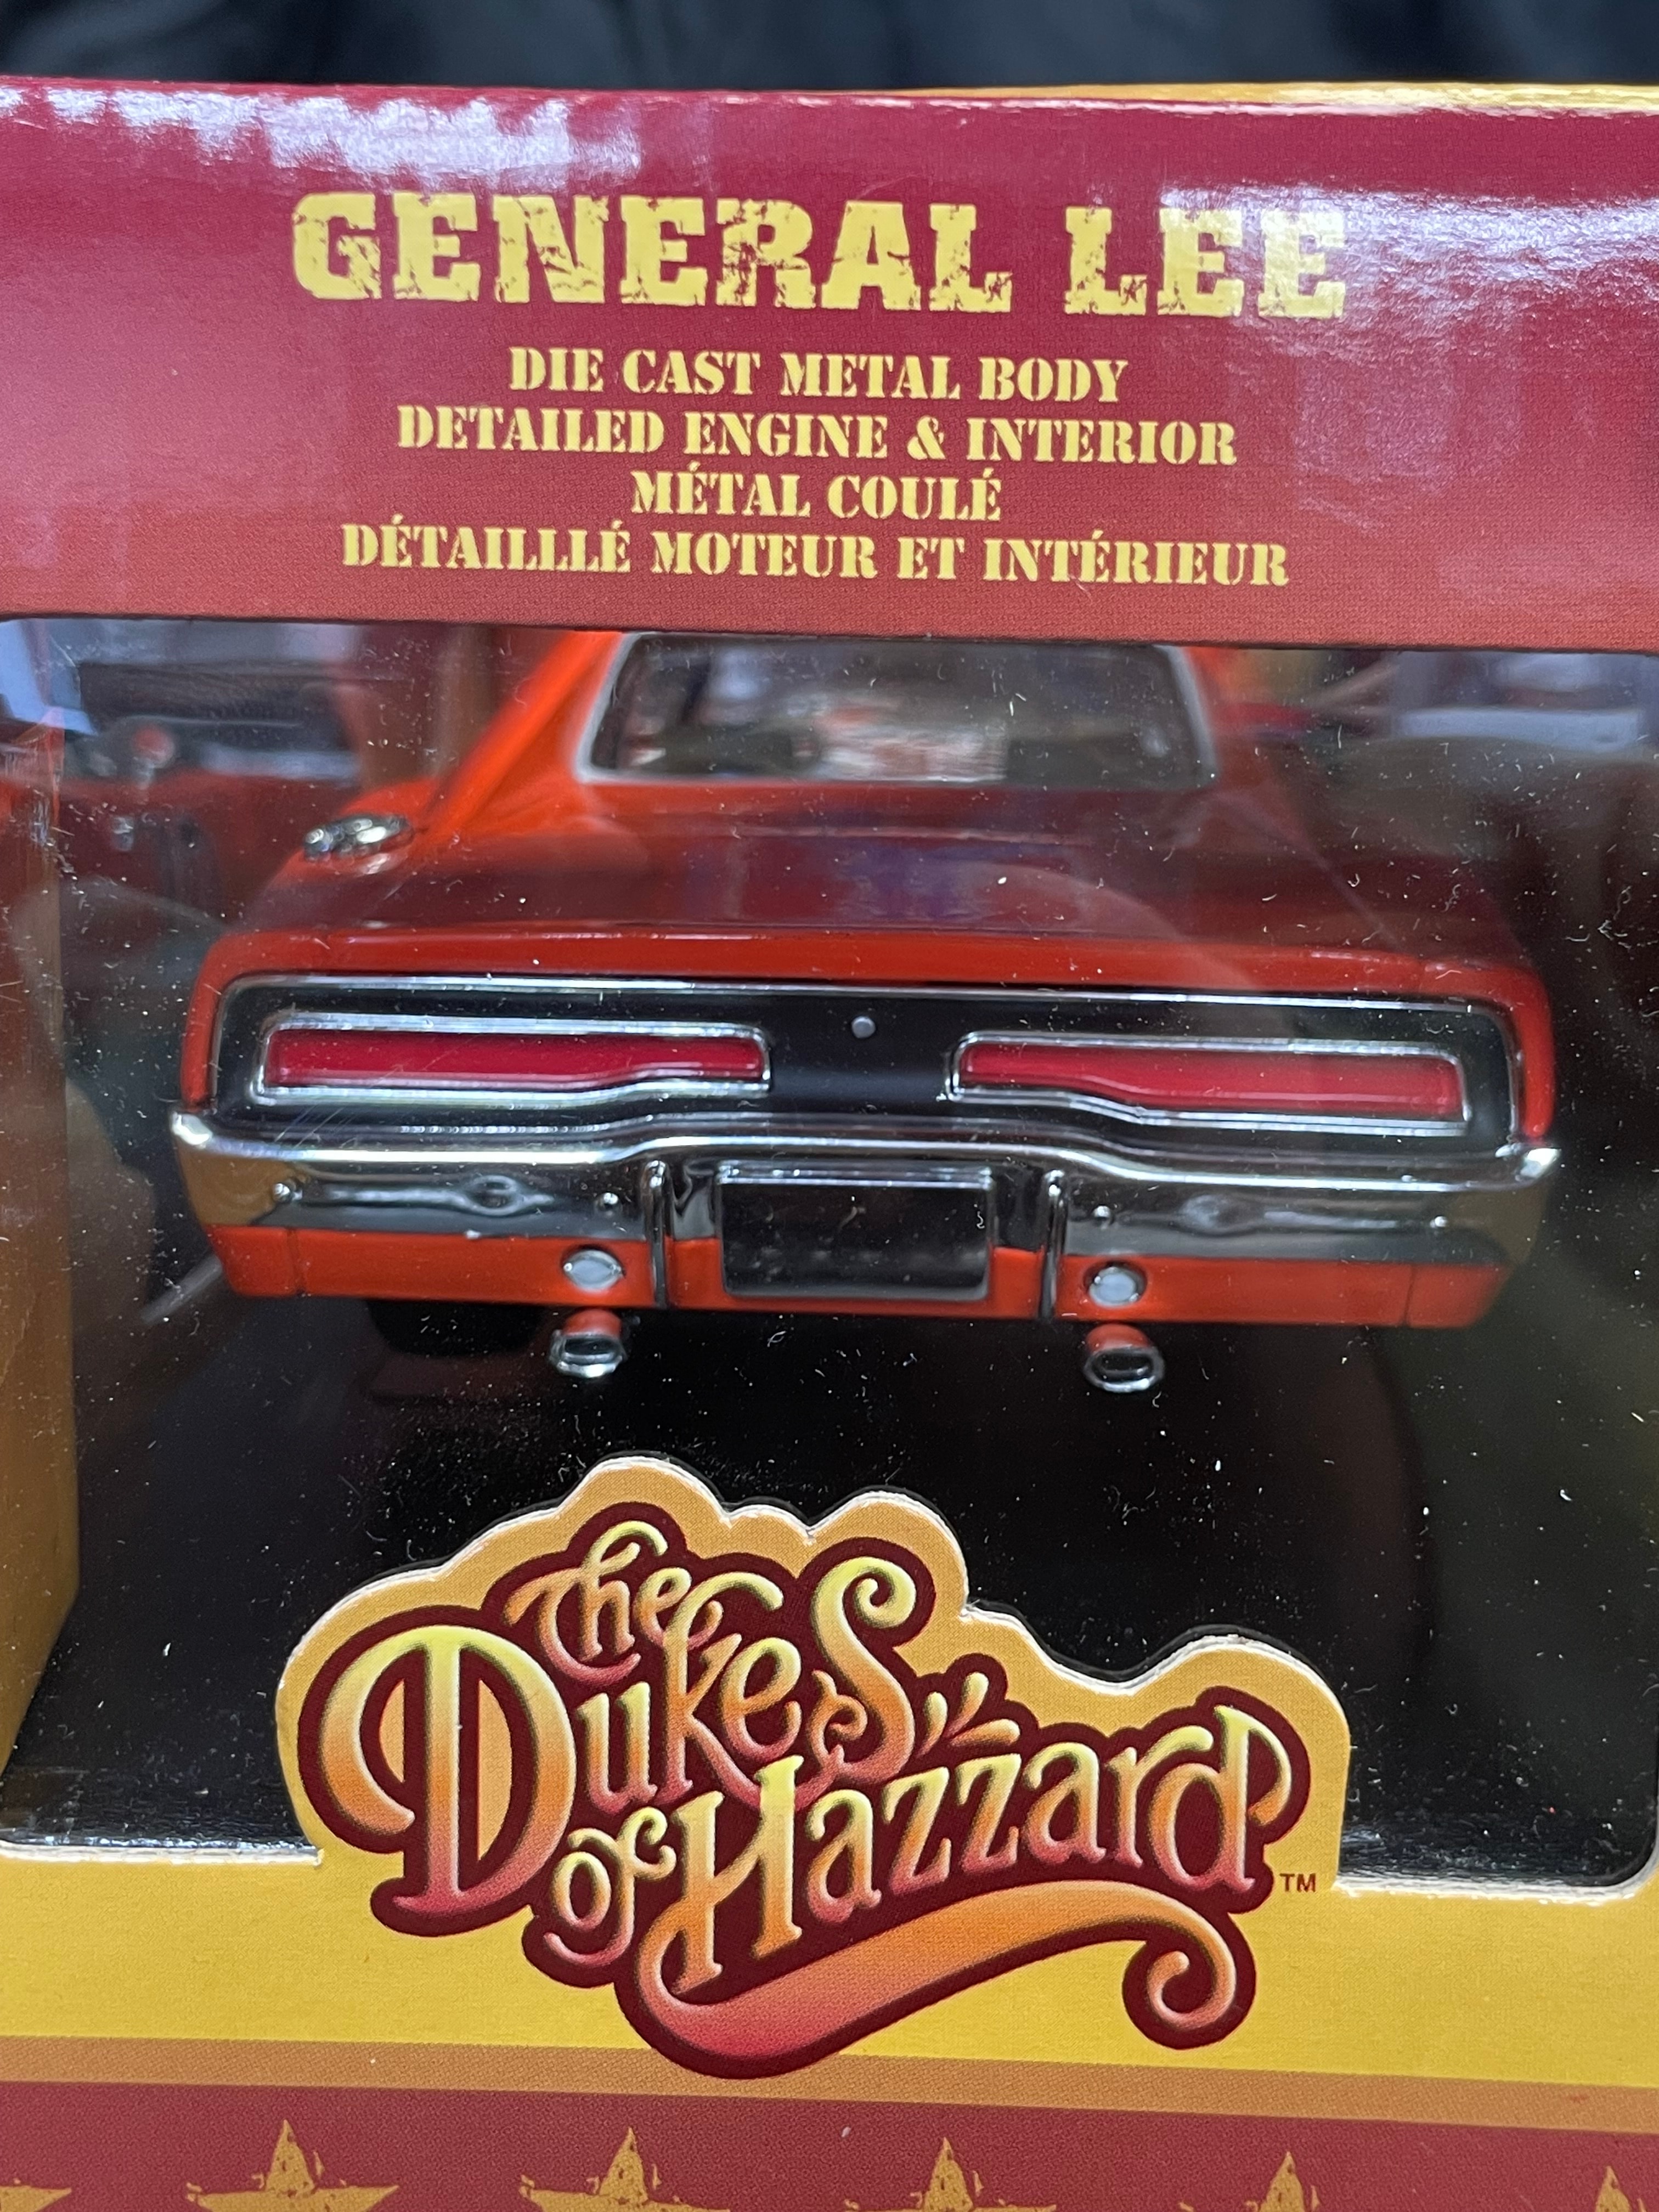 GENERAL LEE
DIE CAST METAL BODY
DETAILED ENGINE & INTERIOR
MÉTAL COULÉ
DÉTAILLLÉ MOTEUR ET INTÉRIEUR
The
Dukes
of Hazzard
TM